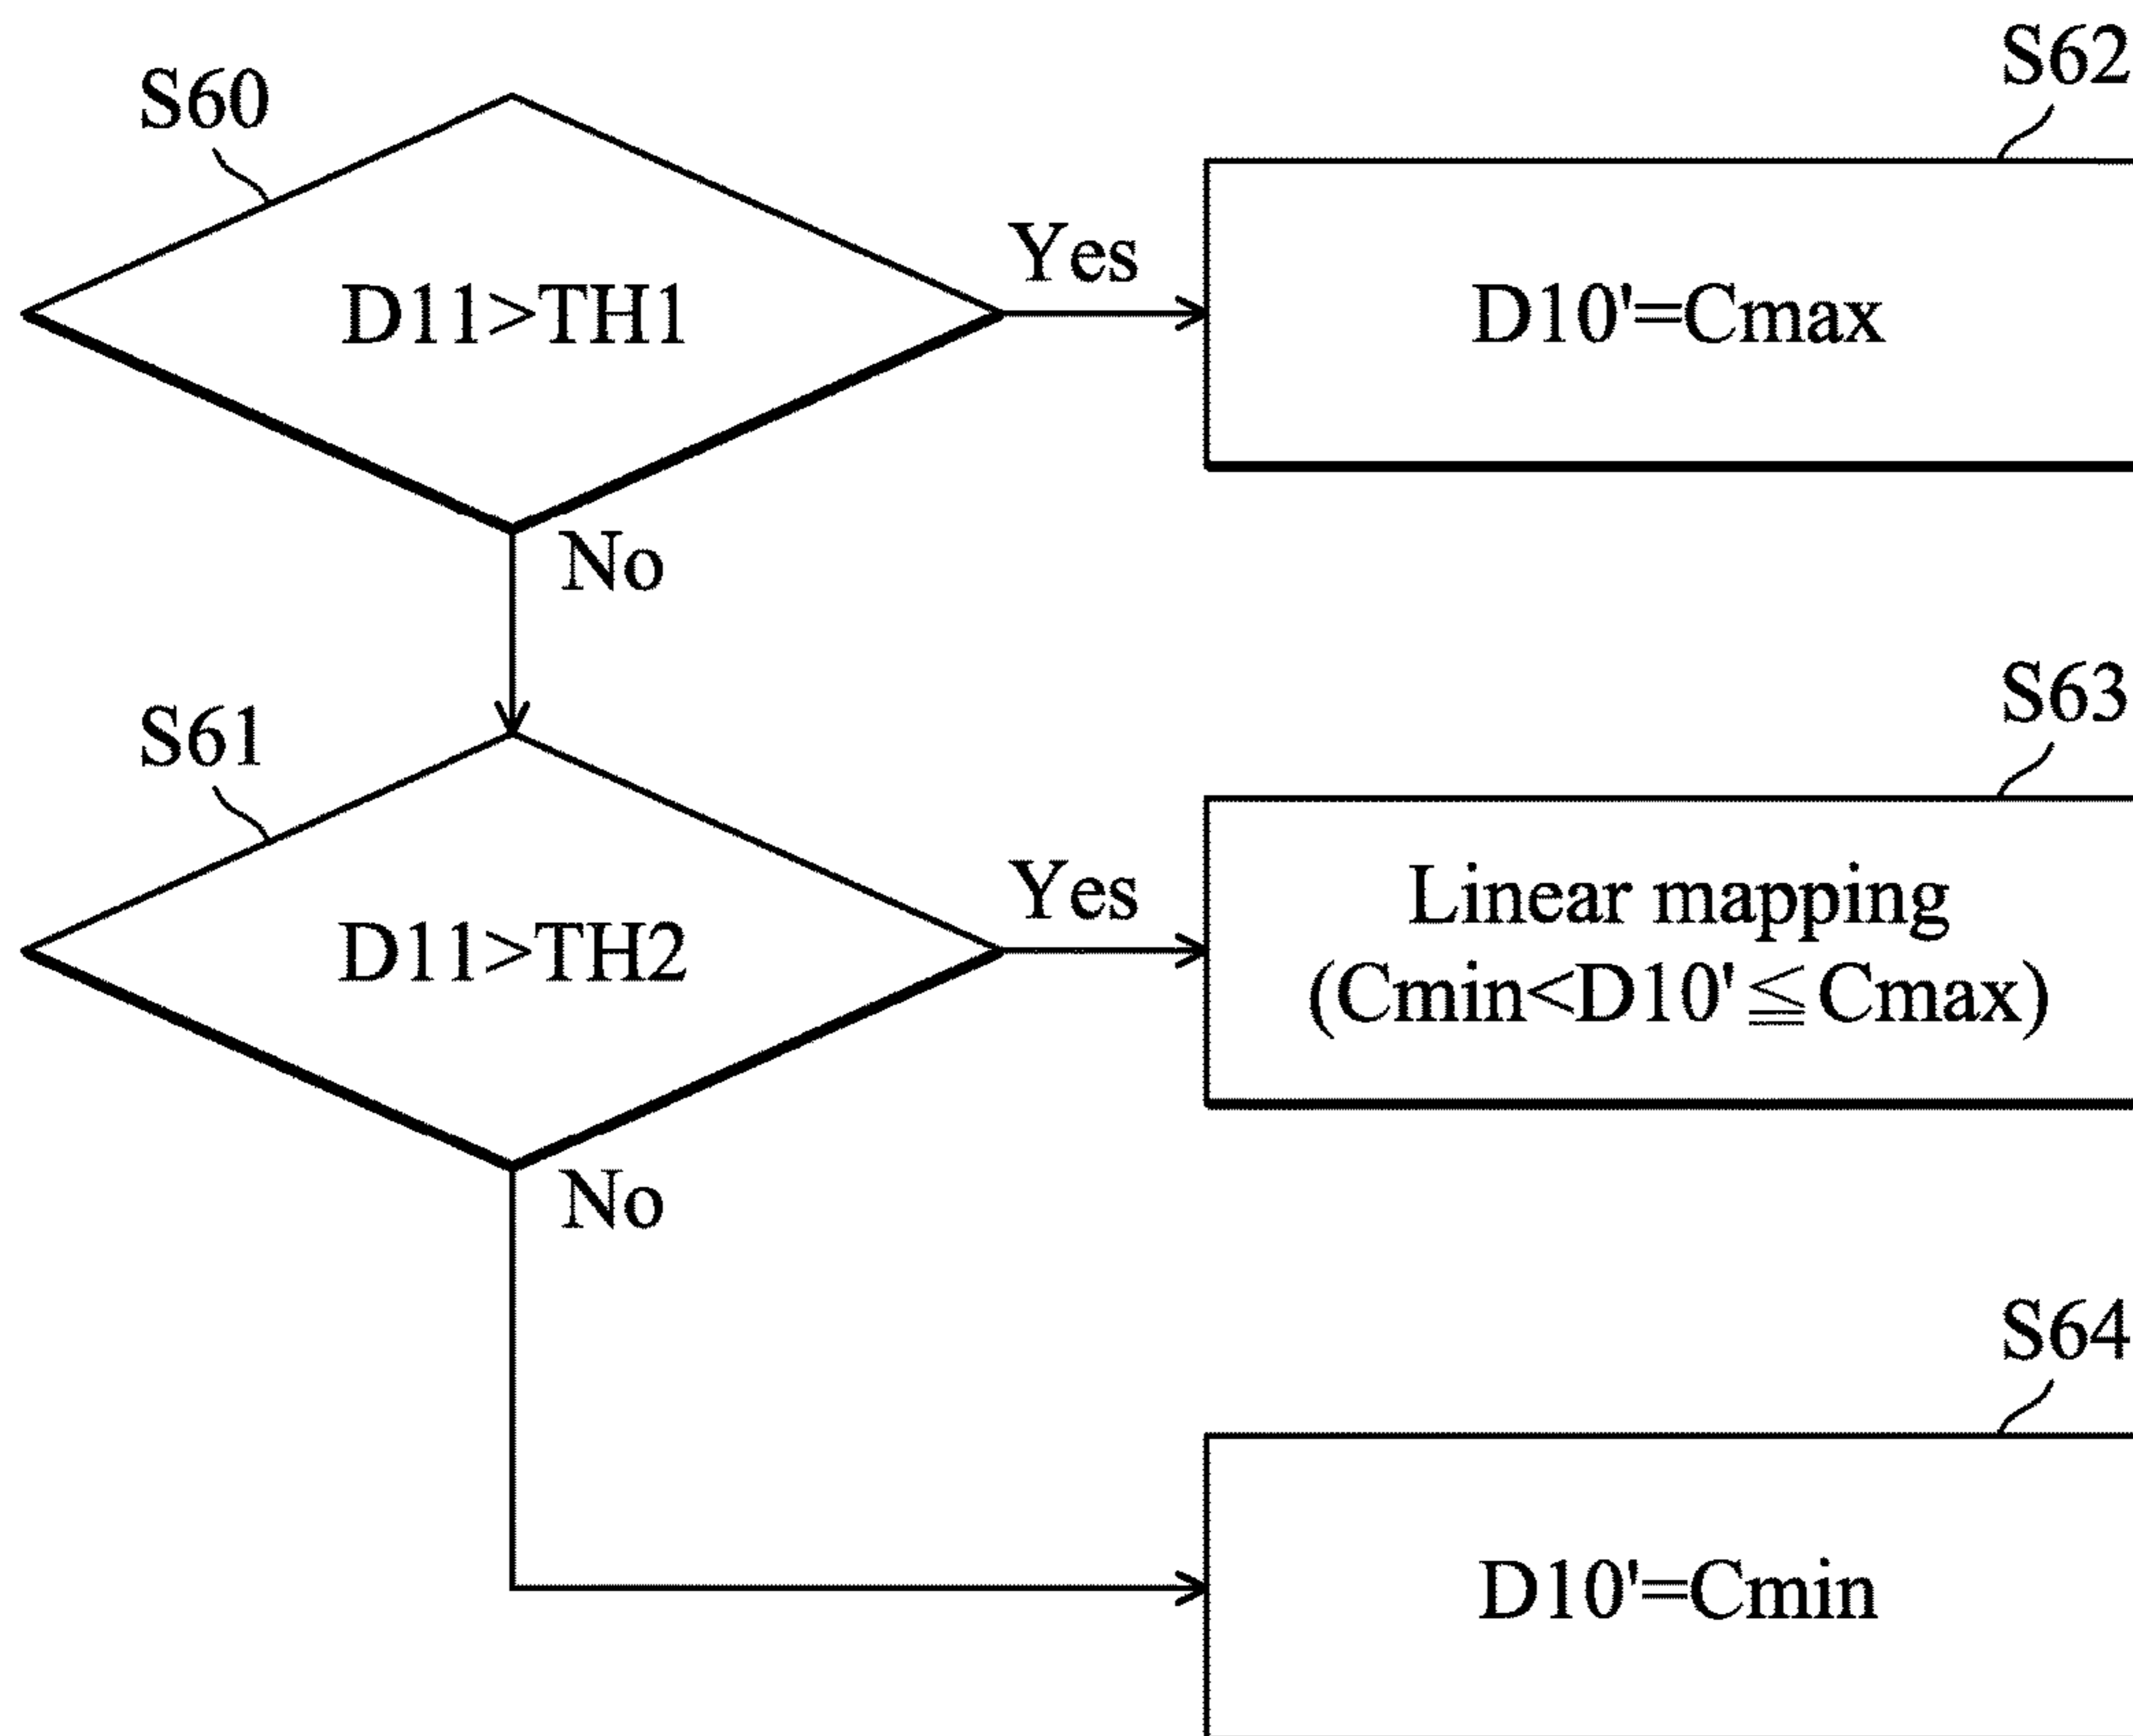 S60
D11>TH1
Yes
S62
D10'=Cmax
No
S61
D11>TH2
Yes
S63
Linear mapping
(Cmin<D10'≦Cmax)
No
S64
D10'=Cmin